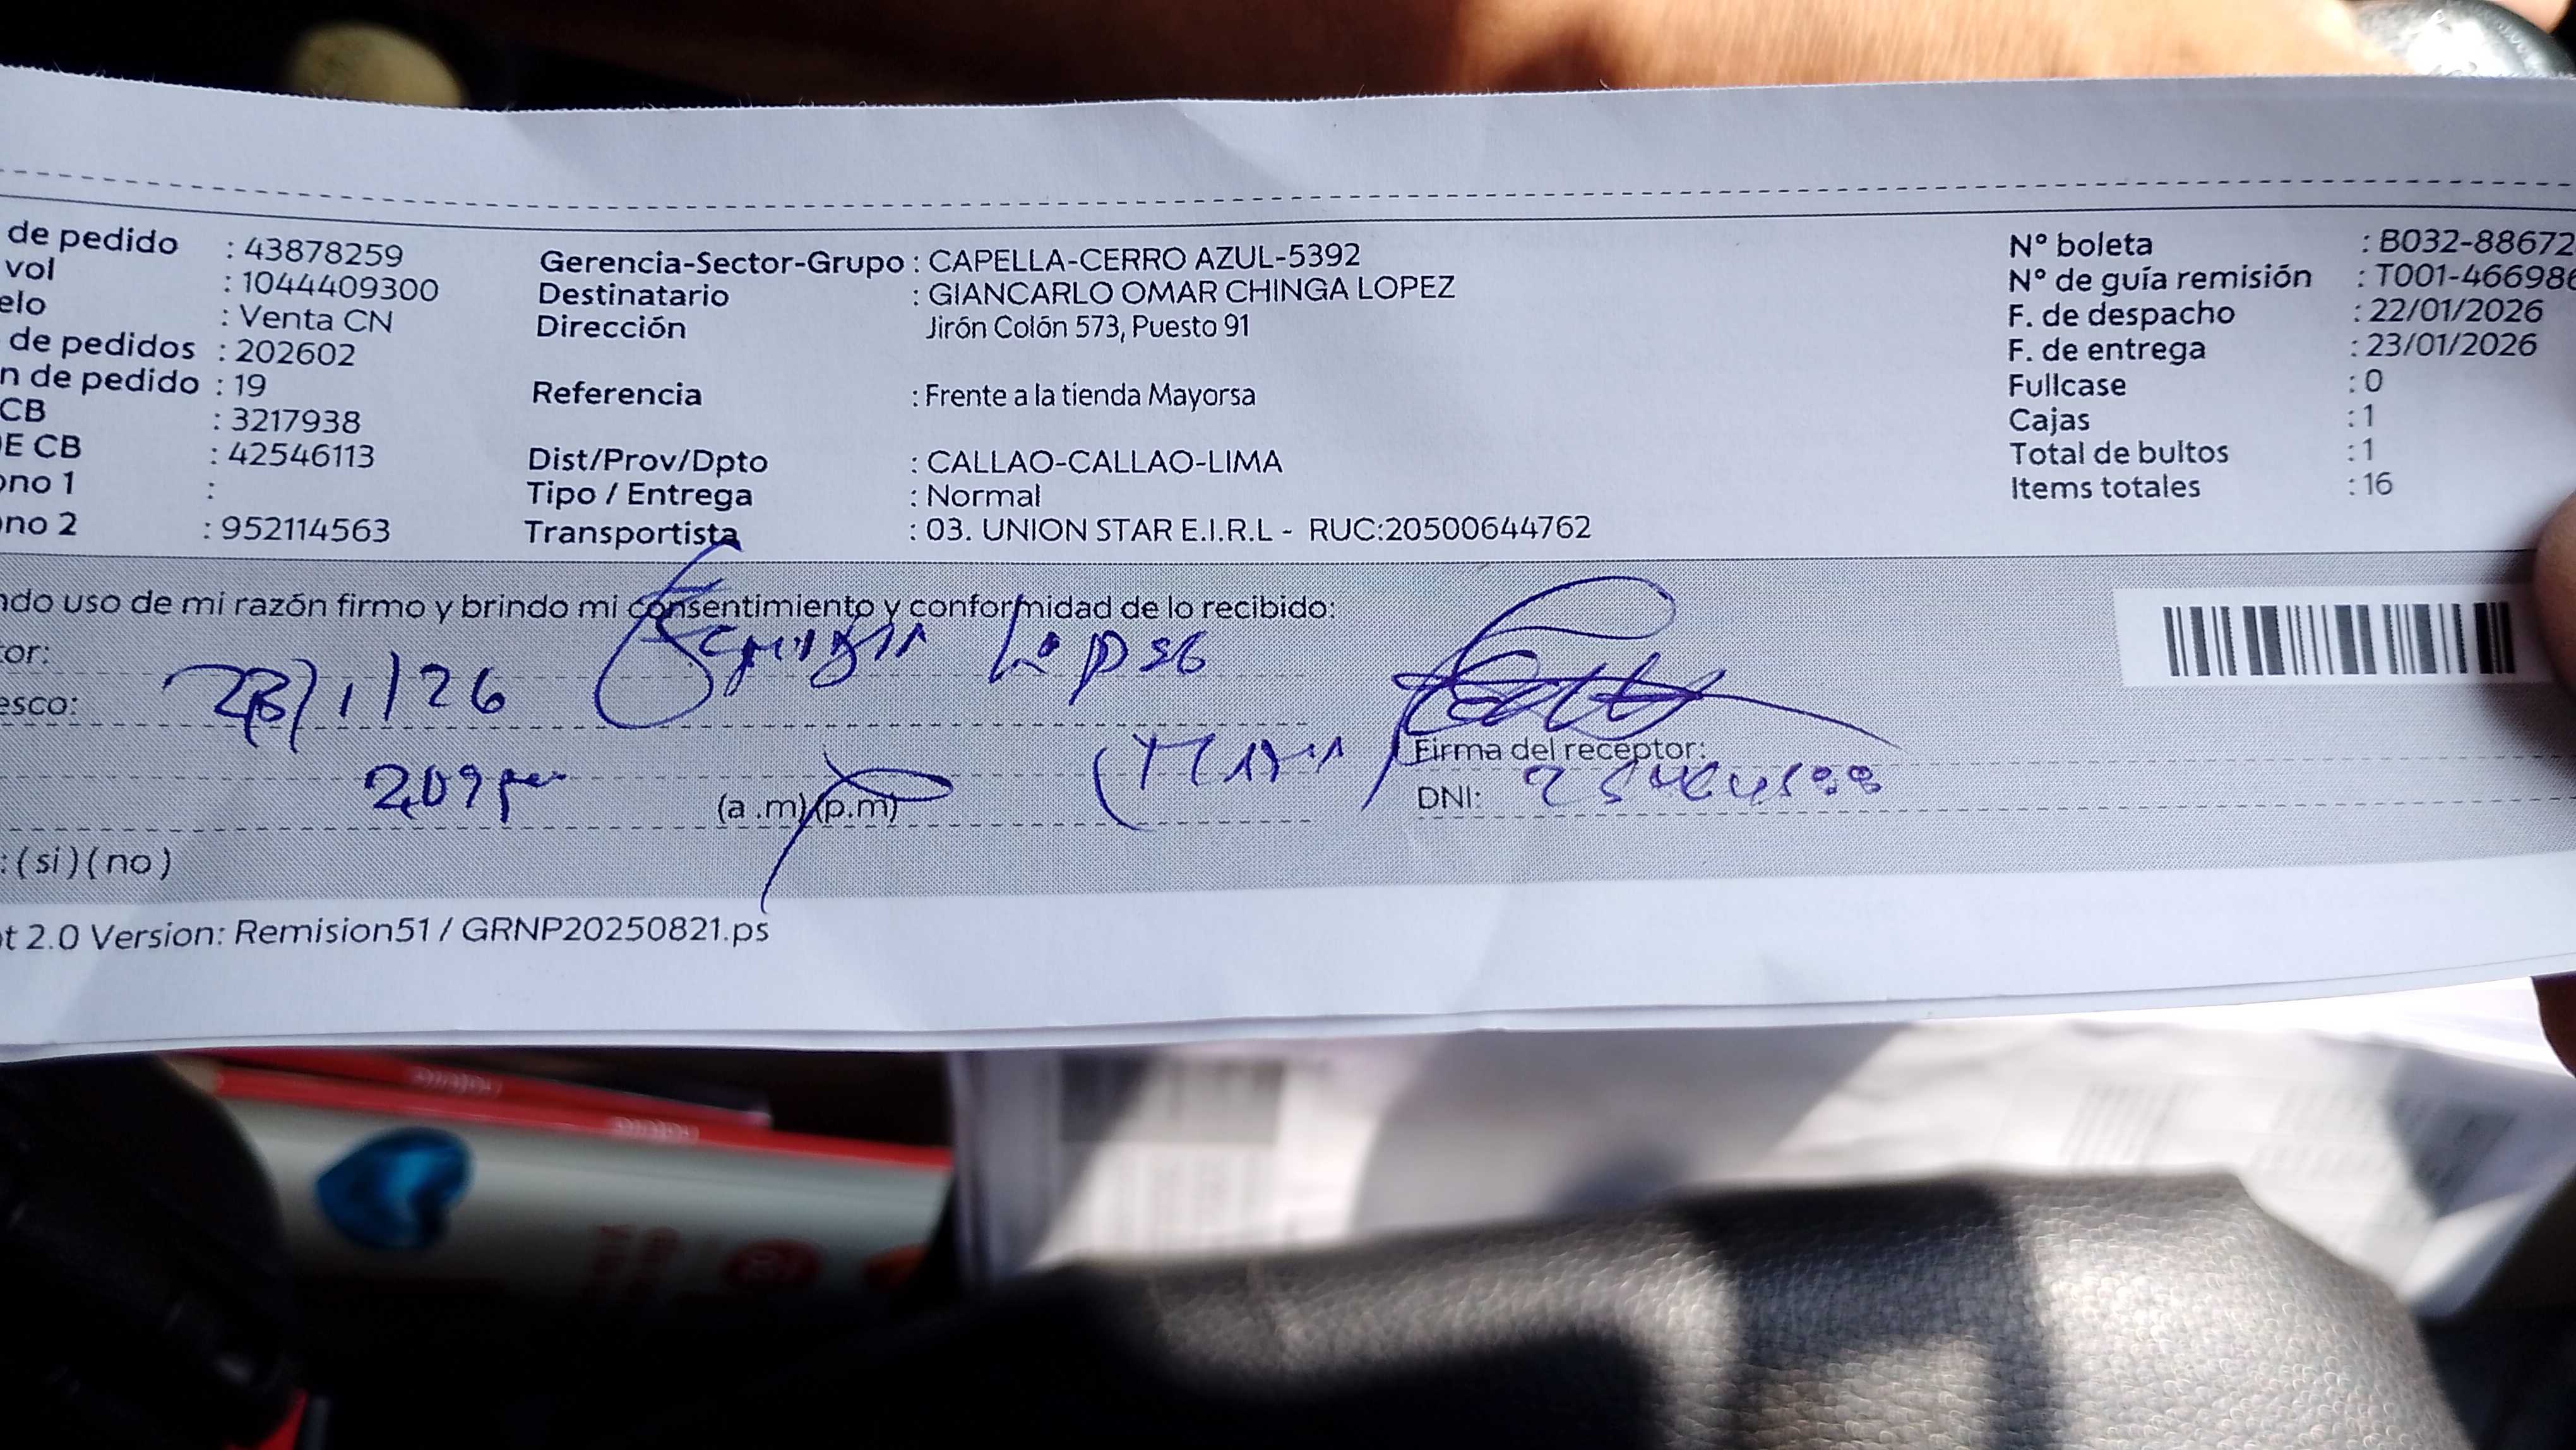 de pedido : 43878259
vol : 1044409300
elo : Venta CN
de pedidos : 202602
n de pedido : 19
CB : 3217938
E CB : 42546113
ono 1 :
no 2 : 952114563
Gerencia-Sector-Grupo : CAPELLA-CERRO AZUL-5392
Destinatario : GIANCARLO OMAR CHINGA LOPEZ
Dirección Jirón Colón 573, Puesto 91
Referencia : Frente a la tienda Mayorsa
Dist/Prov/Dpto : CALLAO-CALLAO-LIMA
Tipo / Entrega : Normal
Transportista : 03. UNION STAR E.I.R.L - RUC:20500644762
N° boleta : B032-88672
N° de guía remisión : T001-466986
F. de despacho : 22/01/2026
F. de entrega : 23/01/2026
Fullcase : 0
Cajas : 1
Total de bultos : 1
Items totales : 16
ndo uso de mi razón firmo y brindo mi consentimiento y conformidad de lo recibido:
tor:
esco:
Firma del receptor:
(a .m) (p.m)
DNI:
: ( si ) ( no )
t 2.0 Version: Remision51 / GRNP20250821.ps